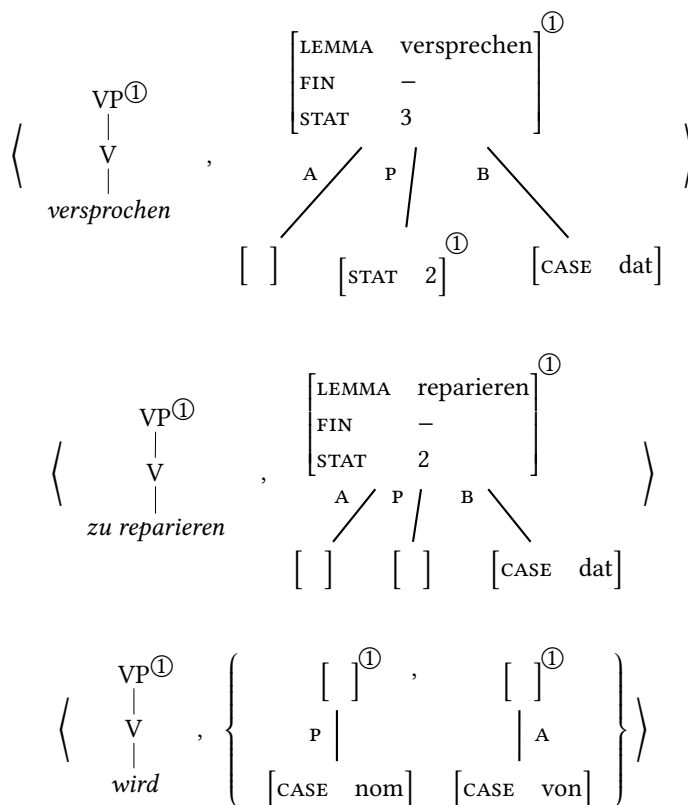 [LEMMA versprechen]①
VP① FIN –
STAT 3
⟨ V , A P B ⟩
versprochen
[ ] [STAT 2]① [CASE dat]
[LEMMA reparieren]①
VP① FIN –
STAT 2
⟨ V , A P B ⟩
zu reparieren
[ ] [ ] [CASE dat]
VP① [ ]① , [ ]①
⟨ V , { P A } ⟩
wird [CASE nom] [CASE von]